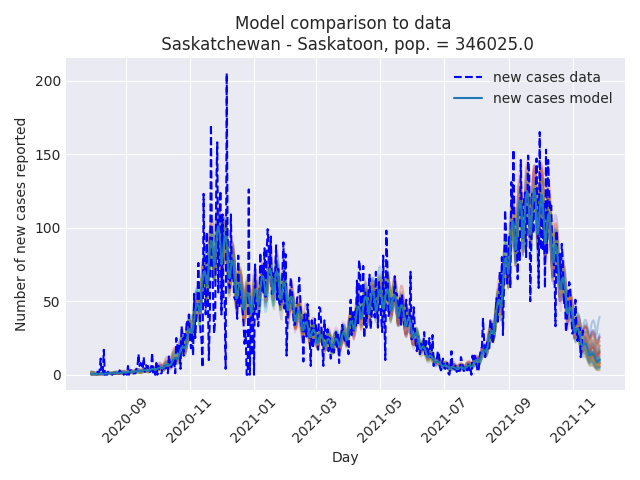 Model comparison to data
Saskatchewan - Saskatoon, pop. = 346025.0
new cases data
new cases model
Number of new cases reported
200
150
100
50
0
2020-09
2020-11
2021-01
2021-03
2021-05
2021-07
2021-09
2021-11
Day